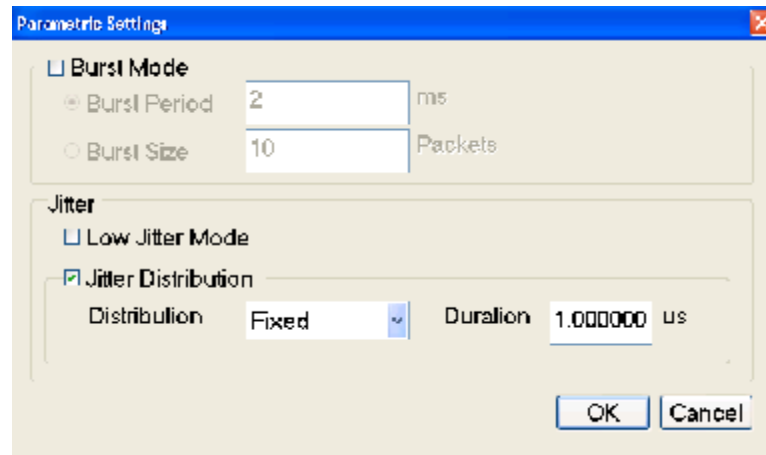 Parametric Settings
Burst Mode
Burst Period 2 ms
Burst Size 10 Packets
Jitter
Low Jitter Mode
Jitter Distribution
Distribution Fixed Duration 1.000000 us
OK Cancel